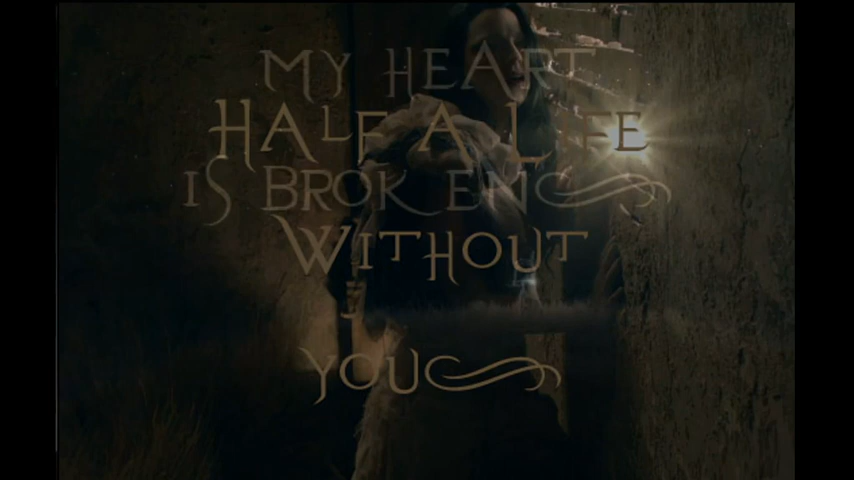 MY HEART
HALF A LIFE
IS BROKEN
WITHOUT
YOU